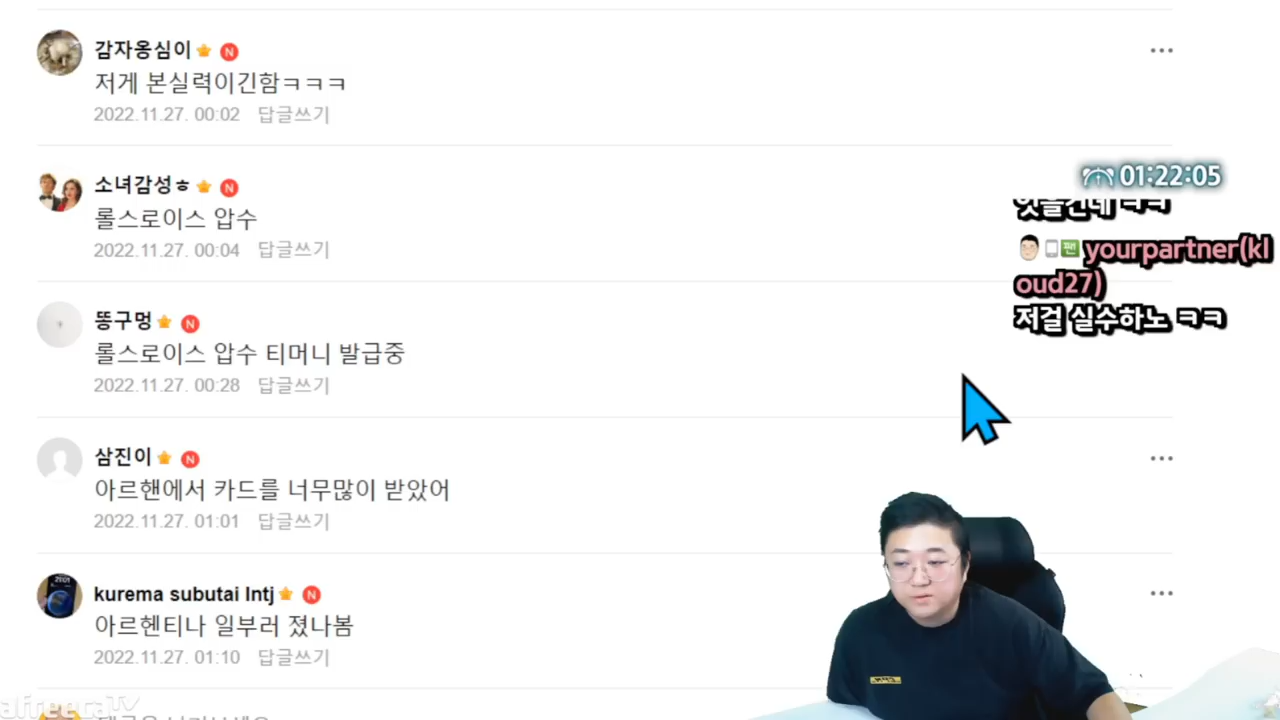 감자옹심이 N
저게 본실력이긴함ㅋㅋㅋ
2022.11.27. 00:02 답글쓰기
소녀감성ㅎ N
롤스로이스 압수
2022.11.27. 00:04 답글쓰기
똥구멍 N
롤스로이스 압수 티머니 발급중
2022.11.27. 00:28 답글쓰기
삼진이 N
아르핸에서 카드를 너무많이 받았어
2022.11.27. 01:01 답글쓰기
kurema subutai Intj N
아르헨티나 일부러 졌나봄
2022.11.27. 01:10 답글쓰기
01:22:05
팬 yourpartner(kl
oud27)
저걸 실수하노 ㅋㅋ
afreecaTV